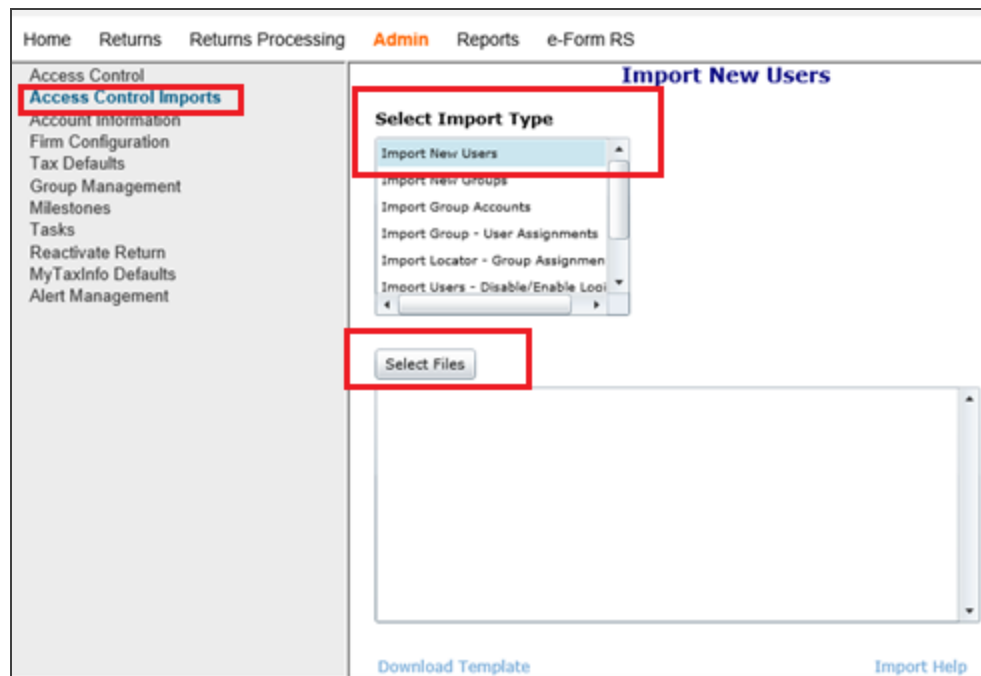 Home Returns Returns Processing Admin Reports e-Form RS
Access Control
Access Control Imports
Account Information
Firm Configuration
Tax Defaults
Group Management
Milestones
Tasks
Reactivate Return
MyTaxInfo Defaults
Alert Management
Import New Users
Select Import Type
Import New Users
Import New Groups
Import Group Accounts
Import Group - User Assignments
Import Locator - Group Assignmen
Import Users - Disable/Enable Logi
Select Files
Download Template Import Help